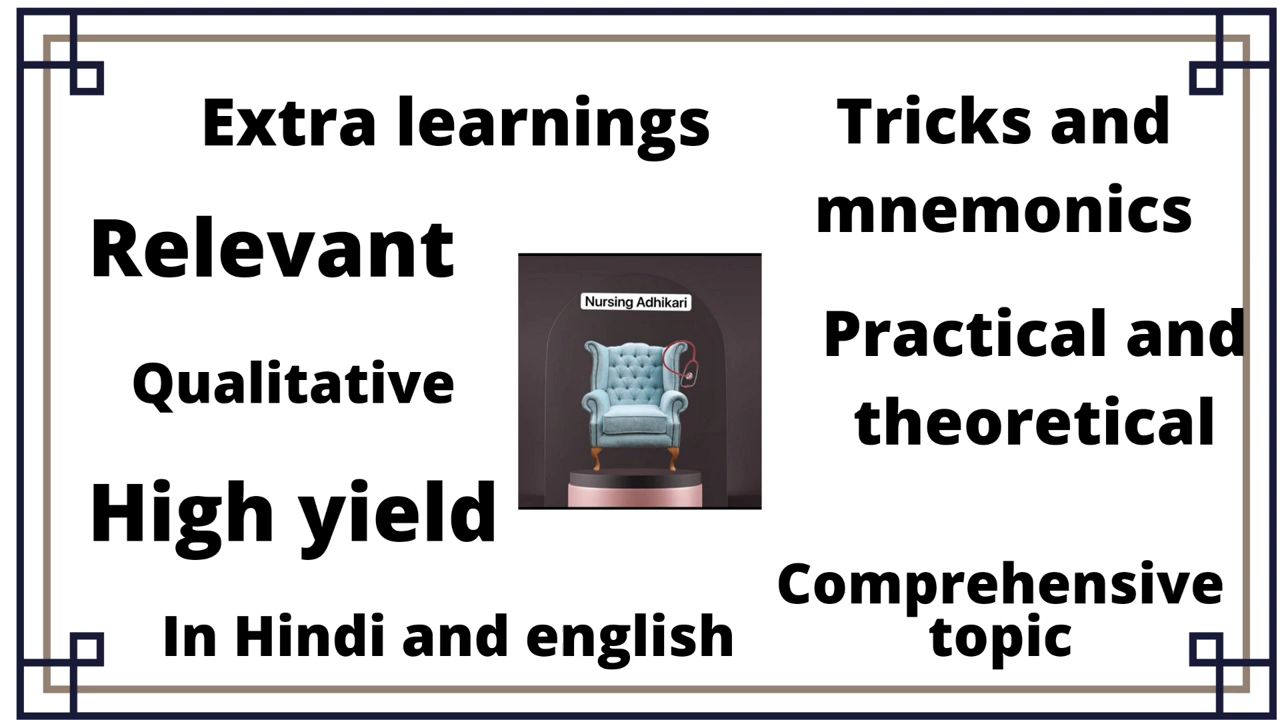 Extra learnings
Tricks and
mnemonics
Relevant
Nursing Adhikari
Practical and
theoretical
Qualitative
High yield
Comprehensive
topic
In Hindi and english